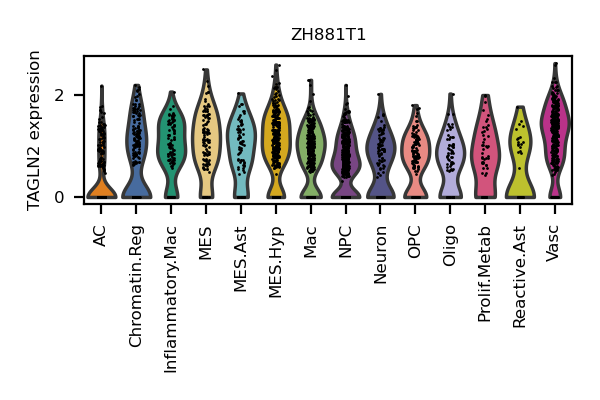 ZH881T1
TAGLN2 expression
2
0
AC
Chromatin.Reg
Inflammatory.Mac
MES
MES.Ast
MES.Hyp
Mac
NPC
Neuron
OPC
Oligo
Prolif.Metab
Reactive.Ast
Vasc